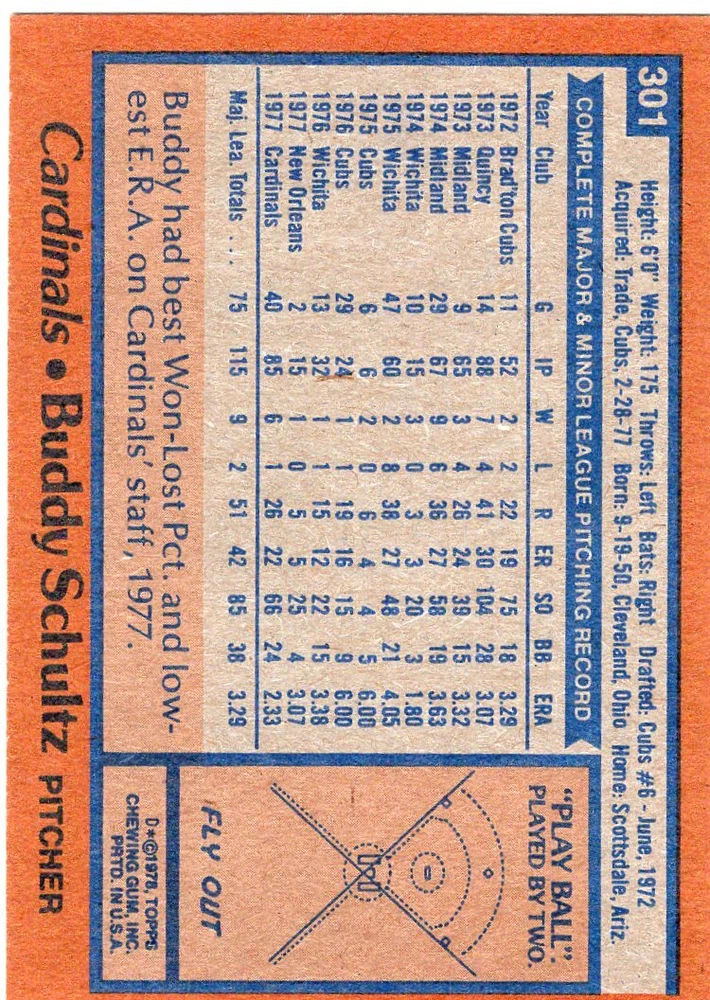 301
Height: 6'0" Weight: 175 Throws: Left Bats: Right Drafted: Cubs #6 - June, 1972
Acquired: Trade, Cubs, 2-28-77 Born: 9-19-50, Cleveland, Ohio Home: Scottsdale, Ariz.
COMPLETE MAJOR & MINOR LEAGUE PITCHING RECORD
Year Club G IP W L R ER SO BB ERA
1972 Brad'ton Cubs 11 52 2 2 22 19 75 18 3.29
1973 Quincy 14 88 7 4 41 30 104 28 3.07
1973 Midland 9 65 3 4 26 24 39 15 3.32
1974 Midland 29 67 9 6 36 27 58 19 3.63
1974 Wichita 10 15 3 0 3 3 20 3 1.80
1975 Wichita 47 60 2 8 38 27 48 21 4.05
1975 Cubs 6 6 2 0 6 4 4 5 6.00
1976 Cubs 29 24 1 1 19 16 15 9 6.00
1976 Wichita 13 32 1 1 15 12 22 15 3.38
1977 New Orleans 2 15 1 0 5 5 25 4 3.07
1977 Cardinals 40 85 6 1 26 22 66 24 2.33
Maj. Lea. Totals .... 75 115 9 2 51 42 85 38 3.29
Buddy had best Won-Lost Pct. and low-
est E.R.A. on Cardinals' staff, 1977.
"PLAY BALL":
PLAYED BY TWO.
FLY OUT
D*©1978, TOPPS
CHEWING GUM, INC.
PRTD. IN U.S.A.
Cardinals • Buddy Schultz PITCHER